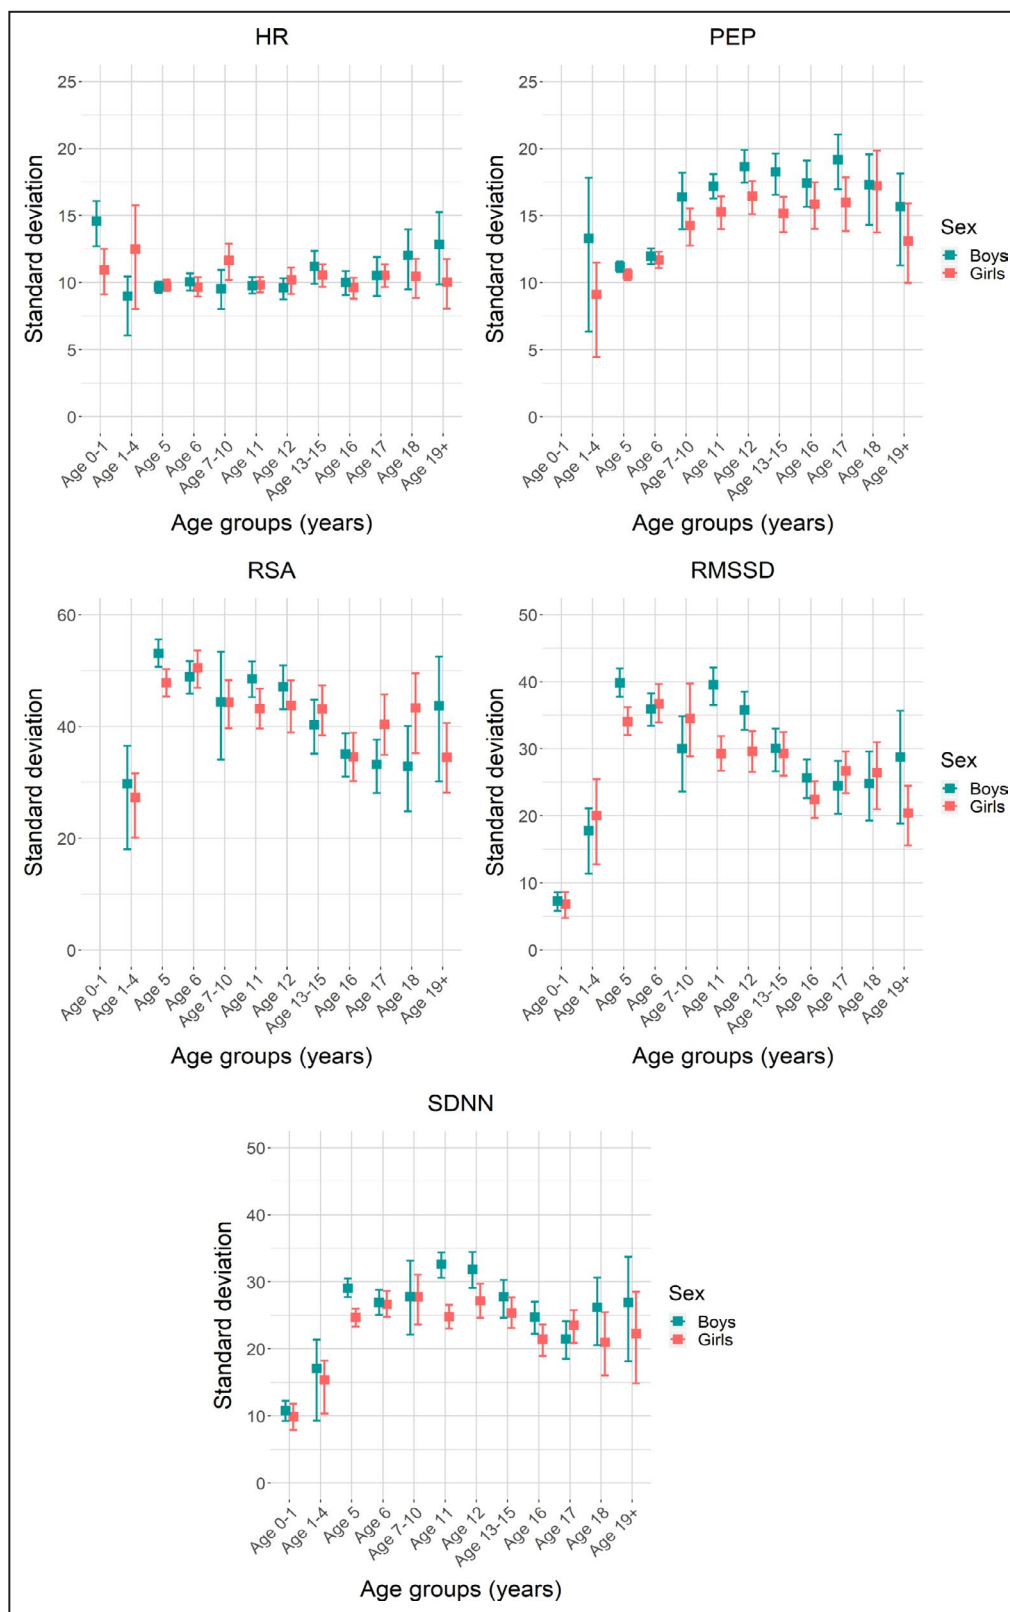 HR
25
20
15
10
5
0
Standard deviation
Age 0-1
Age 1-4
Age 5
Age 6
Age 7-10
Age 11
Age 12
Age 13-15
Age 16
Age 17
Age 18
Age 19+
Age groups (years)
PEP
25
20
15
10
5
0
Standard deviation
Age 0-1
Age 1-4
Age 5
Age 6
Age 7-10
Age 11
Age 12
Age 13-15
Age 16
Age 17
Age 18
Age 19+
Age groups (years)
Sex
Boys
Girls
RSA
60
40
20
0
Standard deviation
Age 0-1
Age 1-4
Age 5
Age 6
Age 7-10
Age 11
Age 12
Age 13-15
Age 16
Age 17
Age 18
Age 19+
Age groups (years)
RMSSD
50
40
30
20
10
0
Standard deviation
Age 0-1
Age 1-4
Age 5
Age 6
Age 7-10
Age 11
Age 12
Age 13-15
Age 16
Age 17
Age 18
Age 19+
Age groups (years)
Sex
Boys
Girls
SDNN
50
40
30
20
10
0
Standard deviation
Age 0-1
Age 1-4
Age 5
Age 6
Age 7-10
Age 11
Age 12
Age 13-15
Age 16
Age 17
Age 18
Age 19+
Age groups (years)
Sex
Boys
Girls